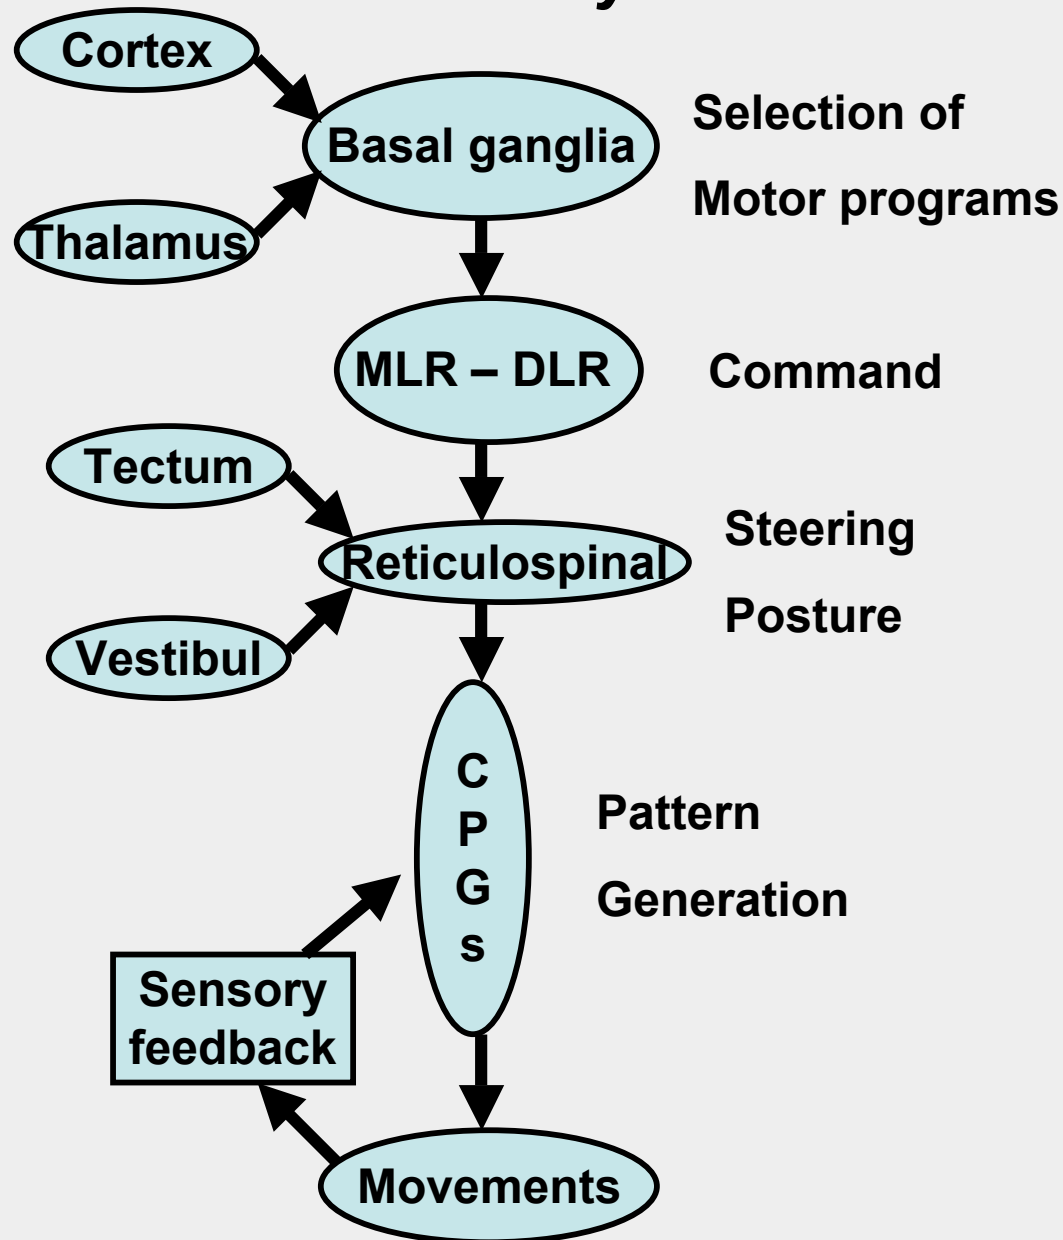 Cortex
Basal ganglia
Selection of
Motor programs
Thalamus
MLR – DLR
Command
Tectum
Steering
Reticulospinal
Posture
Vestibul
C
P
G
s
Pattern
Generation
Sensory
feedback
Movements